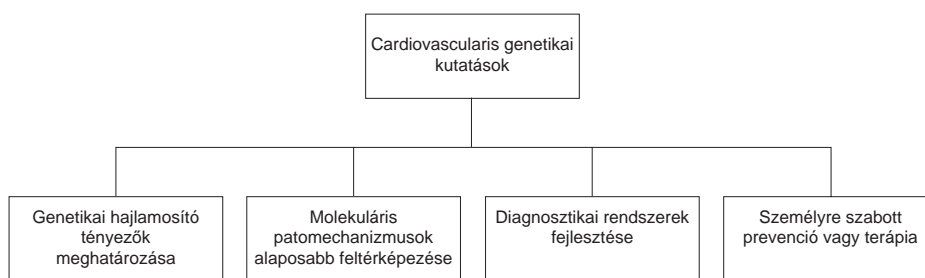 Cardiovascularis genetikai
kutatások
Genetikai hajlamosító
tényezők
meghatározása
Molekuláris
patomechanizmusok
alaposabb feltérképezése
Diagnosztikai rendszerek
fejlesztése
Személyre szabott
prevenció vagy terápia